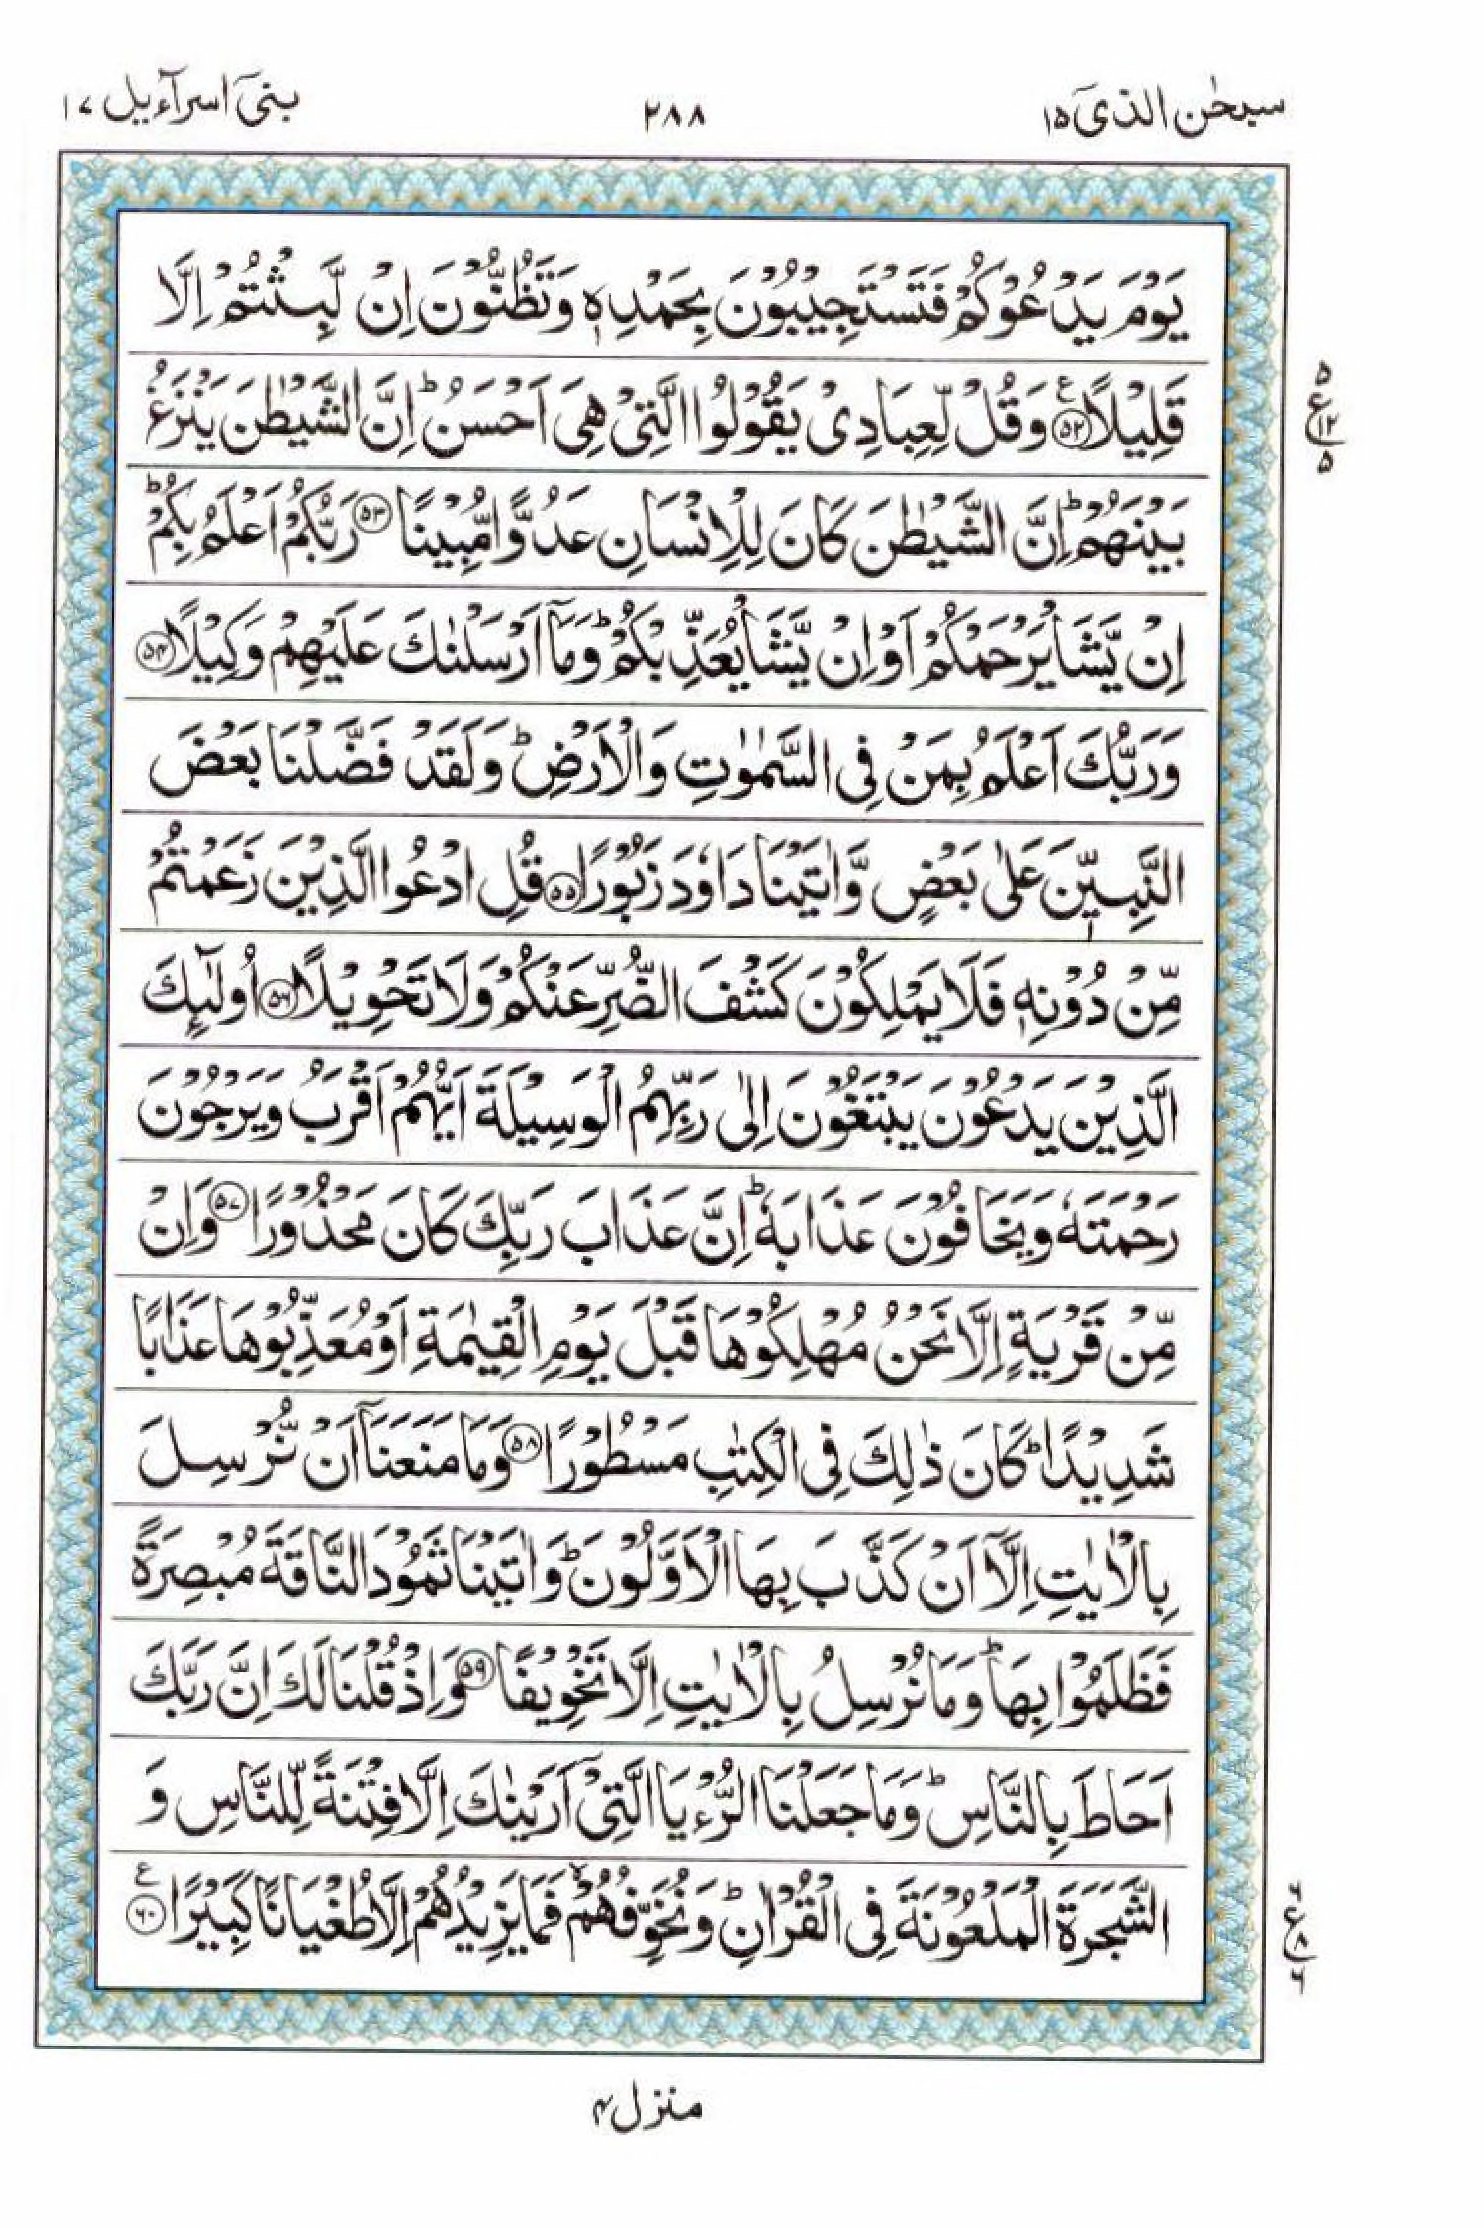 سبحٰن الذیٓ ۱۵
۲۸۸
بنیٓ اسرآءیل ۱۷
يَوْمَ يَدْعُوْكُمْ فَتَسْتَجِيْبُوْنَ بِحَمْدِهٖ وَتَظُنُّوْنَ اِنْ لَّبِثْتُمْ اِلَّا
قَلِيْلًا ﴿۵۲﴾ۧ وَقُلْ لِّعِبَادِیْ يَقُوْلُوا الَّتِیْ هِیَ اَحْسَنُ ؕ اِنَّ الشَّيْطٰنَ يَنْزَغُ
بَيْنَهُمْ ؕ اِنَّ الشَّيْطٰنَ كَانَ لِلْاِنْسَانِ عَدُوًّا مُّبِيْنًا ﴿۵۳﴾ رَبُّكُمْ اَعْلَمُ بِكُمْ ؕ
اِنْ يَّشَاْ يَرْحَمْكُمْ اَوْ اِنْ يَّشَاْ يُعَذِّبْكُمْ ؕ وَمَاۤ اَرْسَلْنٰكَ عَلَيْهِمْ وَكِيْلًا ﴿۵۴﴾
وَرَبُّكَ اَعْلَمُ بِمَنْ فِی السَّمٰوٰتِ وَالْاَرْضِ ؕ وَلَقَدْ فَضَّلْنَا بَعْضَ
النَّبِيّٖنَ عَلٰی بَعْضٍ وَّاٰتَيْنَا دَاوٗدَ زَبُوْرًا ﴿۵۵﴾ قُلِ ادْعُوا الَّذِيْنَ زَعَمْتُمْ
مِّنْ دُوْنِهٖ فَلَا يَمْلِكُوْنَ كَشْفَ الضُّرِّ عَنْكُمْ وَلَا تَحْوِيْلًا ﴿۵۶﴾ اُولٰٓئِكَ
الَّذِيْنَ يَدْعُوْنَ يَبْتَغُوْنَ اِلٰی رَبِّهِمُ الْوَسِيْلَةَ اَيُّهُمْ اَقْرَبُ وَيَرْجُوْنَ
رَحْمَتَهٗ وَيَخَافُوْنَ عَذَابَهٗ ؕ اِنَّ عَذَابَ رَبِّكَ كَانَ مَحْذُوْرًا ﴿۵۷﴾ وَاِنْ
مِّنْ قَرْيَةٍ اِلَّا نَحْنُ مُهْلِكُوْهَا قَبْلَ يَوْمِ الْقِيٰمَةِ اَوْ مُعَذِّبُوْهَا عَذَابًا
شَدِيْدًا ؕ كَانَ ذٰلِكَ فِی الْكِتٰبِ مَسْطُوْرًا ﴿۵۸﴾ وَمَا مَنَعَنَاۤ اَنْ نُّرْسِلَ
بِالْاٰيٰتِ اِلَّاۤ اَنْ كَذَّبَ بِهَا الْاَوَّلُوْنَ ؕ وَاٰتَيْنَا ثَمُوْدَ النَّاقَةَ مُبْصِرَةً
فَظَلَمُوْا بِهَا ؕ وَمَا نُرْسِلُ بِالْاٰيٰتِ اِلَّا تَخْوِيْفًا ﴿۵۹﴾ وَاِذْ قُلْنَا لَكَ اِنَّ رَبَّكَ
اَحَاطَ بِالنَّاسِ ؕ وَمَا جَعَلْنَا الرُّءْيَا الَّتِیْۤ اَرَيْنٰكَ اِلَّا فِتْنَةً لِّلنَّاسِ وَ
الشَّجَرَةَ الْمَلْعُوْنَةَ فِی الْقُرْاٰنِ ؕ وَنُخَوِّفُهُمْ ۙ فَمَا يَزِيْدُهُمْ اِلَّا طُغْيَانًا كَبِيْرًا ﴿۶۰﴾ۧ
۵
ع
۱۲
۵
۶
ع
۸
۶
منزل ۴